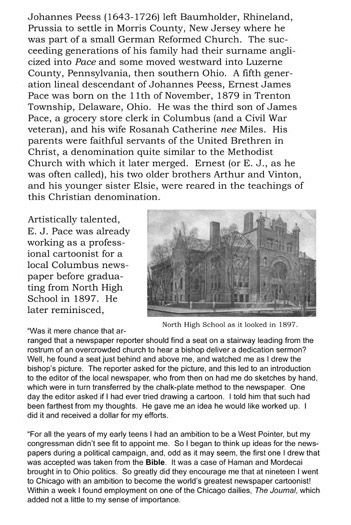 Johannes Peess (1643-1726) left Baumholder, Rhineland,
Prussia to settle in Morris County, New Jersey where he
was part of a small German Reformed Church.  The suc-
ceeding generations of his family had their surname angli-
cized into Pace and some moved westward into Luzerne
County, Pennsylvania, then southern Ohio.  A fifth gener-
ation lineal descendant of Johannes Peess, Ernest James
Pace was born on the 11th of November, 1879 in Trenton
Township, Delaware, Ohio.  He was the third son of James
Pace, a grocery store clerk in Columbus (and a Civil War
veteran), and his wife Rosanah Catherine nee Miles.  His
parents were faithful servants of the United Brethren in
Christ, a denomination quite similar to the Methodist
Church with which it later merged.  Ernest (or E. J., as he
was often called), his two older brothers Arthur and Vinton,
and his younger sister Elsie, were reared in the teachings of
this Christian denomination.
Artistically talented,
E. J. Pace was already
working as a profess-
ional cartoonist for a
local Columbus news-
paper before gradua-
ting from North High
School in 1897.  He
later reminisced,
North High School as it looked in 1897.
"Was it mere chance that ar-
ranged that a newspaper reporter should find a seat on a stairway leading from the
rostrum of an overcrowded church to hear a bishop deliver a dedication sermon?
Well, he found a seat just behind and above me, and watched me as I drew the
bishop's picture.  The reporter asked for the picture, and this led to an introduction
to the editor of the local newspaper, who from then on had me do sketches by hand,
which were in turn transferred by the chalk-plate method to the newspaper.  One
day the editor asked if I had ever tried drawing a cartoon.  I told him that such had
been farthest from my thoughts.  He gave me an idea he would like worked up.  I
did it and received a dollar for my efforts.
"For all the years of my early teens I had an ambition to be a West Pointer, but my
congressman didn't see fit to appoint me.  So I began to think up ideas for the news-
papers during a political campaign, and, odd as it may seem, the first one I drew that
was accepted was taken from the Bible.  It was a case of Haman and Mordecai
brought in to Ohio politics.  So greatly did they encourage me that at nineteen I went
to Chicago with an ambition to become the world's greatest newspaper cartoonist!
Within a week I found employment on one of the Chicago dailies, The Journal, which
added not a little to my sense of importance.